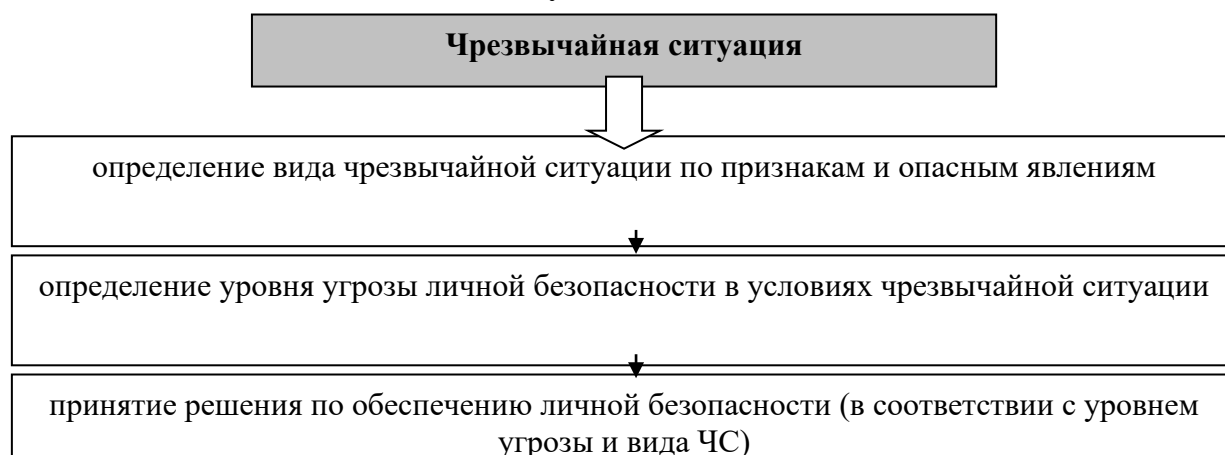 Чрезвычайная ситуация
определение вида чрезвычайной ситуации по признакам и опасным явлениям
определение уровня угрозы личной безопасности в условиях чрезвычайной ситуации
принятие решения по обеспечению личной безопасности (в соответствии с уровнем
угрозы и вида ЧС)